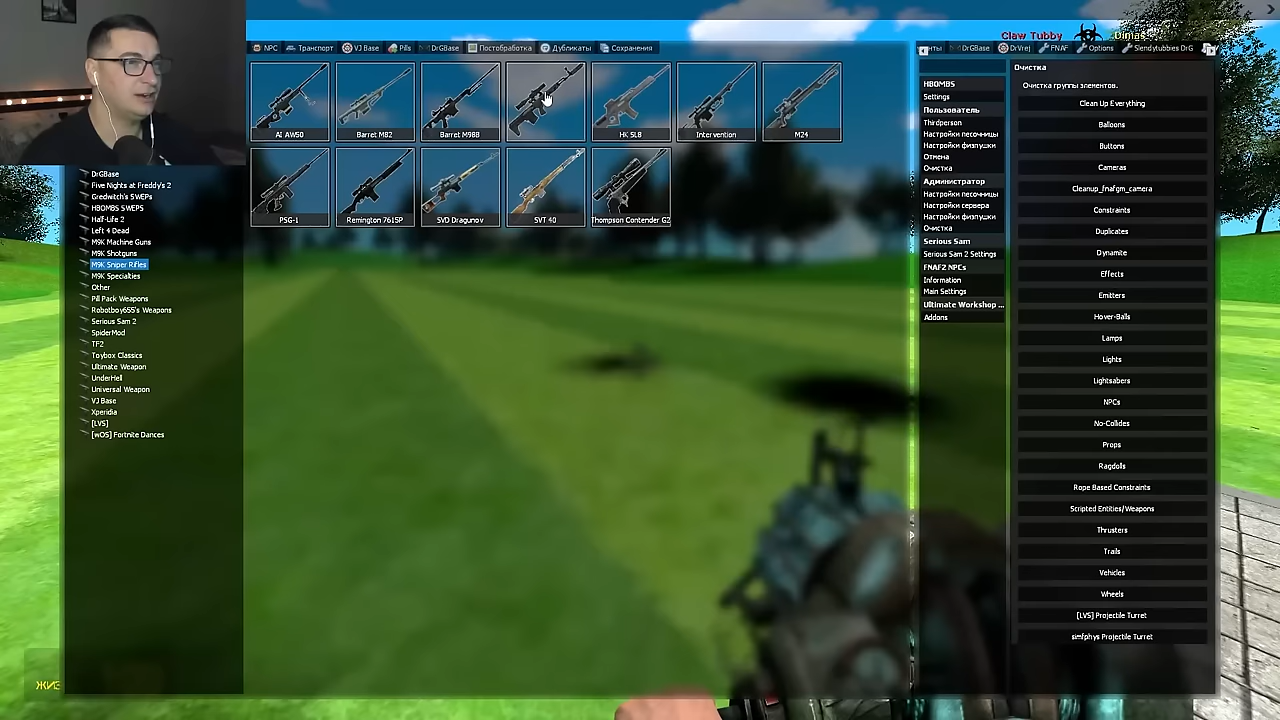 Claw Tubby
Dimas
NPC
Транспорт
VJ Base
Pills
DrGBase
Постобработка
Дубликаты
Сохранения
нты
DrGBase
DrVrej
FNAF
Options
Slendytubbies DrG
AI AW50
Barret M82
Barret M98B
HK SL8
Intervention
M24
PSG-1
Remington 7615P
SVD Dragunov
SVT 40
Thompson Contender G2
DrGBase
Five Nights at Freddy's 2
Gredwitch's SWEPs
HBOMBS SWEPS
Half-Life 2
Left 4 Dead
M9K Machine Guns
M9K Shotguns
M9K Sniper Rifles
M9K Specialties
Other
Pill Pack Weapons
Robotboy655's Weapons
Serious Sam 2
SpiderMod
TF2
Toybox Classics
Ultimate Weapon
UnderHell
Universal Weapon
VJ Base
Xperidia
[LVS]
[wOS] Fortnite Dances
HBOMBS
Settings
Пользователь
Thirdperson
Настройки песочницы
Настройки физпушки
Отмена
Очистка
Администратор
Настройки песочницы
Настройки сервера
Настройки физпушки
Очистка
Serious Sam
Serious Sam 2 Settings
FNAF2 NPCs
Information
Main Settings
Ultimate Workshop ...
Addons
Очистка
Очистка группы элементов.
Clean Up Everything
Balloons
Buttons
Cameras
Cleanup_fnafgm_camera
Constraints
Duplicates
Dynamite
Effects
Emitters
Hover-Balls
Lamps
Lights
Lightsabers
NPCs
No-Collides
Props
Ragdolls
Rope Based Constraints
Scripted Entities/Weapons
Thrusters
Trails
Vehicles
Wheels
[LVS] Projectile Turret
simfphys Projectile Turret